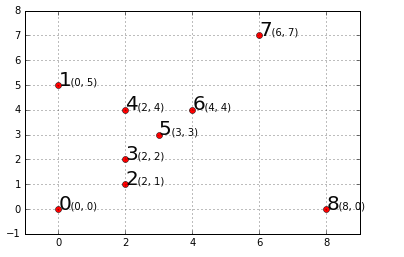 8
7
7 (6, 7)
6
5
1 (0, 5)
4
4 (2, 4)
6 (4, 4)
3
5 (3, 3)
2
3 (2, 2)
1
2 (2, 1)
0
0 (0, 0)
8 (8, 0)
−1
0 2 4 6 8